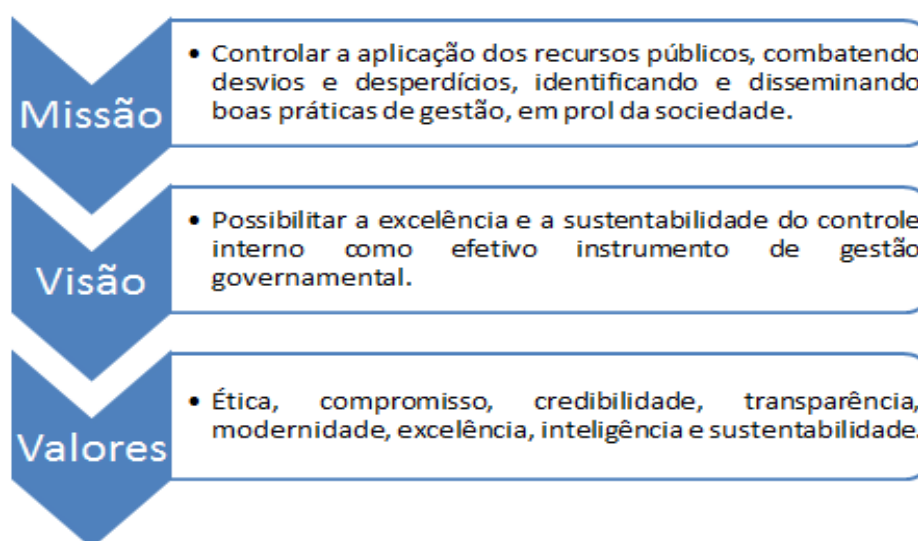 Missão
• Controlar a aplicação dos recursos públicos, combatendo
desvios e desperdícios, identificando e disseminando
boas práticas de gestão, em prol da sociedade.
Visão
• Possibilitar a excelência e a sustentabilidade do controle
interno como efetivo instrumento de gestão
governamental.
Valores
• Ética, compromisso, credibilidade, transparência,
modernidade, excelência, inteligência e sustentabilidade.